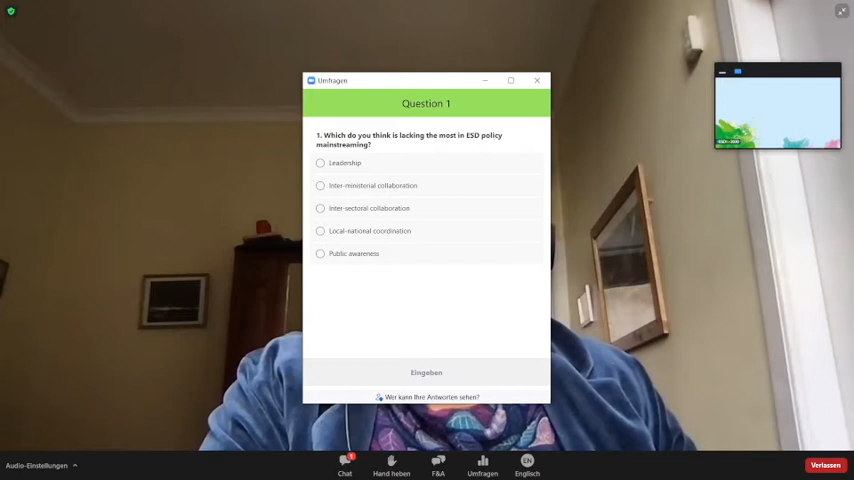 Umfragen
Question 1
1. Which do you think is lacking the most in ESD policy
mainstreaming?
Leadership
Inter-ministerial collaboration
Inter-sectoral collaboration
Local-national coordination
Public awareness
Eingeben
Wer kann Ihre Antworten sehen?
Audio-Einstellungen
1
Chat
Hand heben
F&A
Umfragen
EN
Englisch
Verlassen